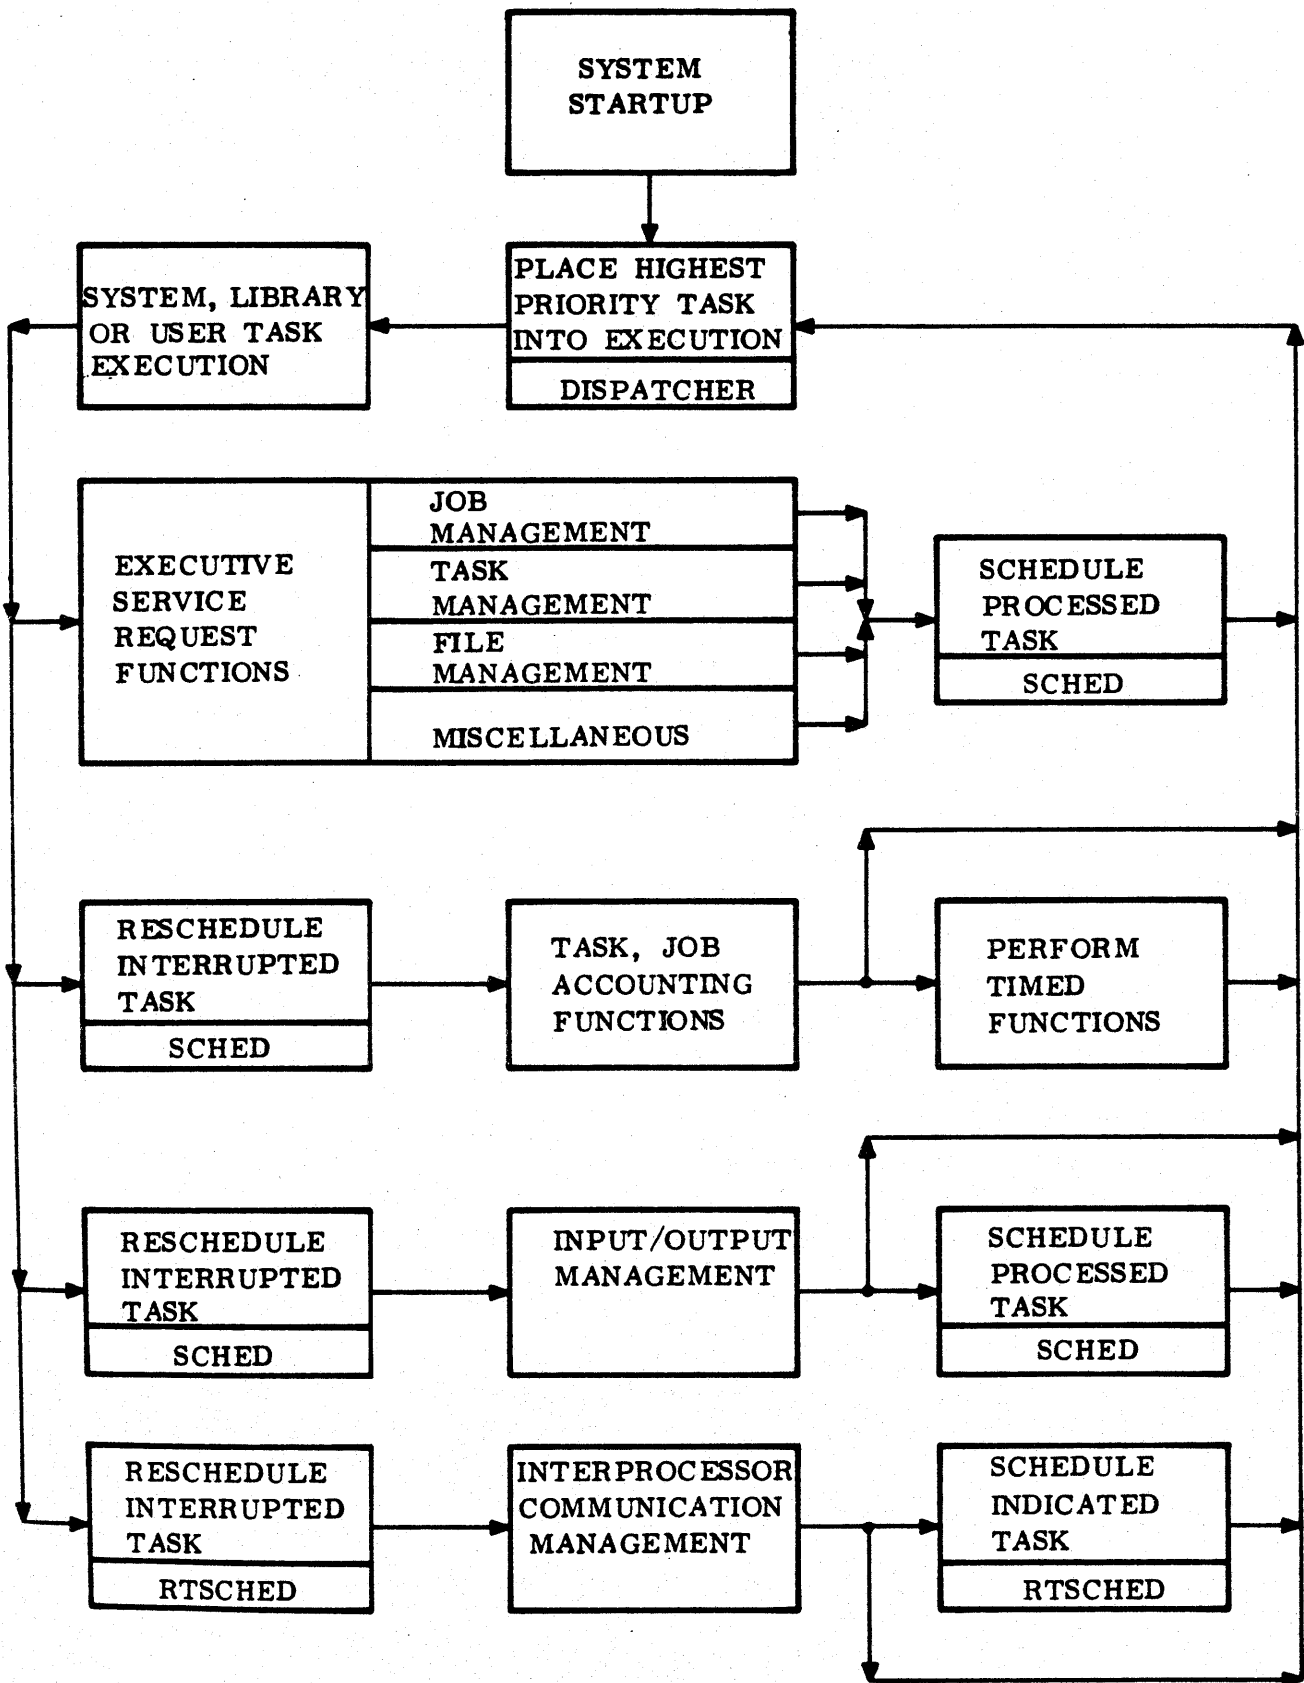 SYSTEM
STARTUP
SYSTEM, LIBRARY
OR USER TASK
EXECUTION
PLACE HIGHEST
PRIORITY TASK
INTO EXECUTION
DISPATCHER
EXECUTIVE
SERVICE
REQUEST
FUNCTIONS
JOB
MANAGEMENT
TASK
MANAGEMENT
FILE
MANAGEMENT
MISCELLANEOUS
SCHEDULE
PROCESSED
TASK
SCHED
RESCHEDULE
INTERRUPTED
TASK
SCHED
TASK, JOB
ACCOUNTING
FUNCTIONS
PERFORM
TIMED
FUNCTIONS
RESCHEDULE
INTERRUPTED
TASK
SCHED
INPUT/OUTPUT
MANAGEMENT
SCHEDULE
PROCESSED
TASK
SCHED
RESCHEDULE
INTERRUPTED
TASK
RTSCHED
INTERPROCESSOR
COMMUNICATION
MANAGEMENT
SCHEDULE
INDICATED
TASK
RTSCHED